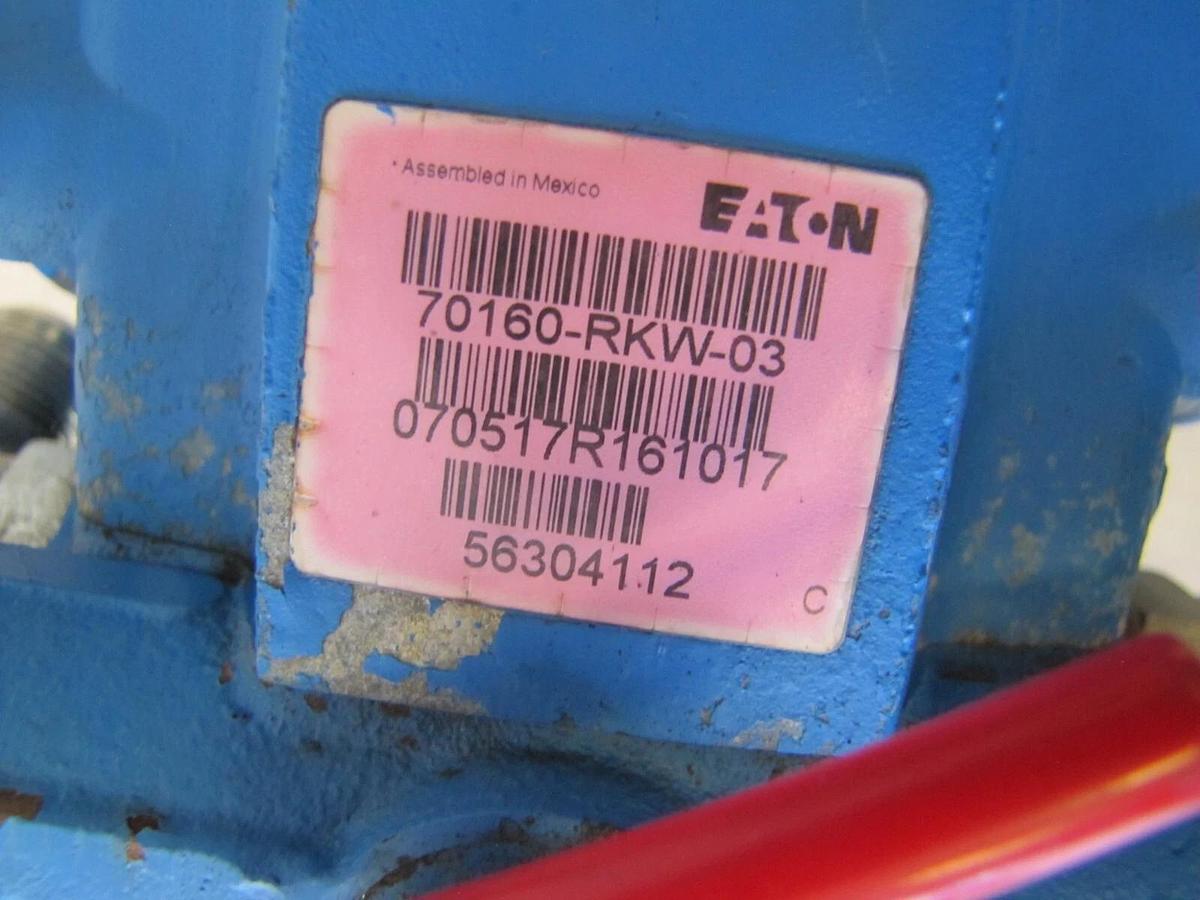 · Assembled in Mexico
EATON
70160-RKW-03
070517R161017
56304112
C